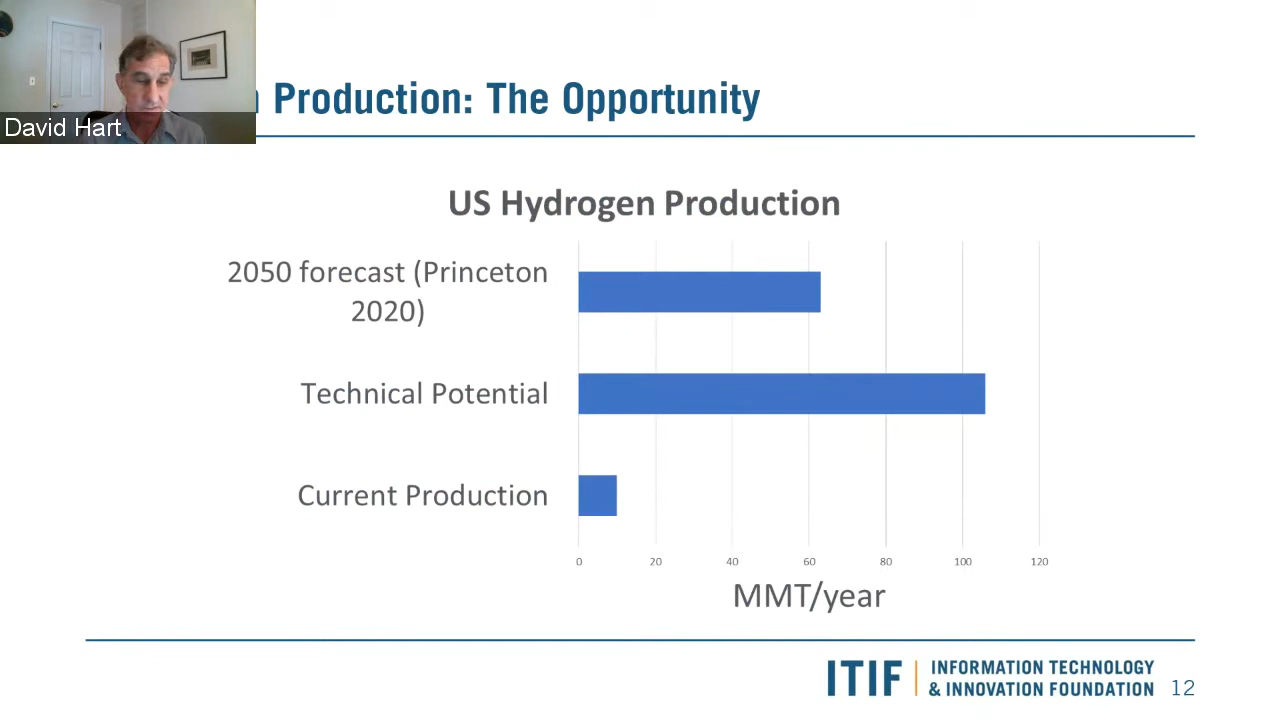 Production: The Opportunity
David Hart
US Hydrogen Production
2050 forecast (Princeton
2020)
Technical Potential
Current Production
0 20 40 60 80 100 120
MMT/year
ITIF
INFORMATION TECHNOLOGY
& INNOVATION FOUNDATION
12